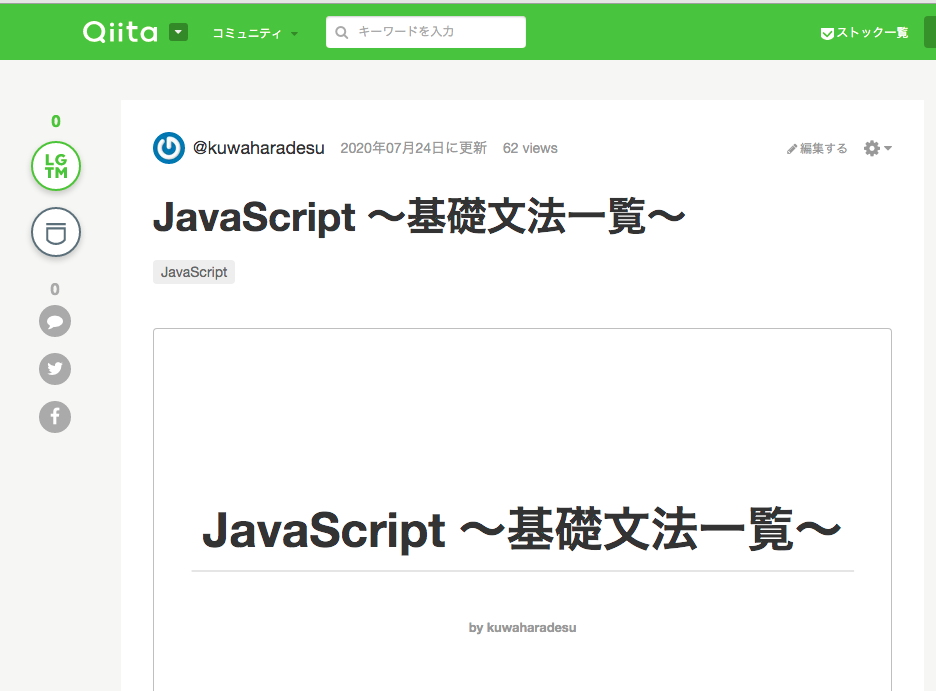 Qiita コミュニティ キーワードを入力 ストック一覧
0
LGTM
0
@kuwaharadesu 2020年07月24日に更新 62 views 編集する
JavaScript 〜基礎文法一覧〜
JavaScript
JavaScript 〜基礎文法一覧〜
by kuwaharadesu